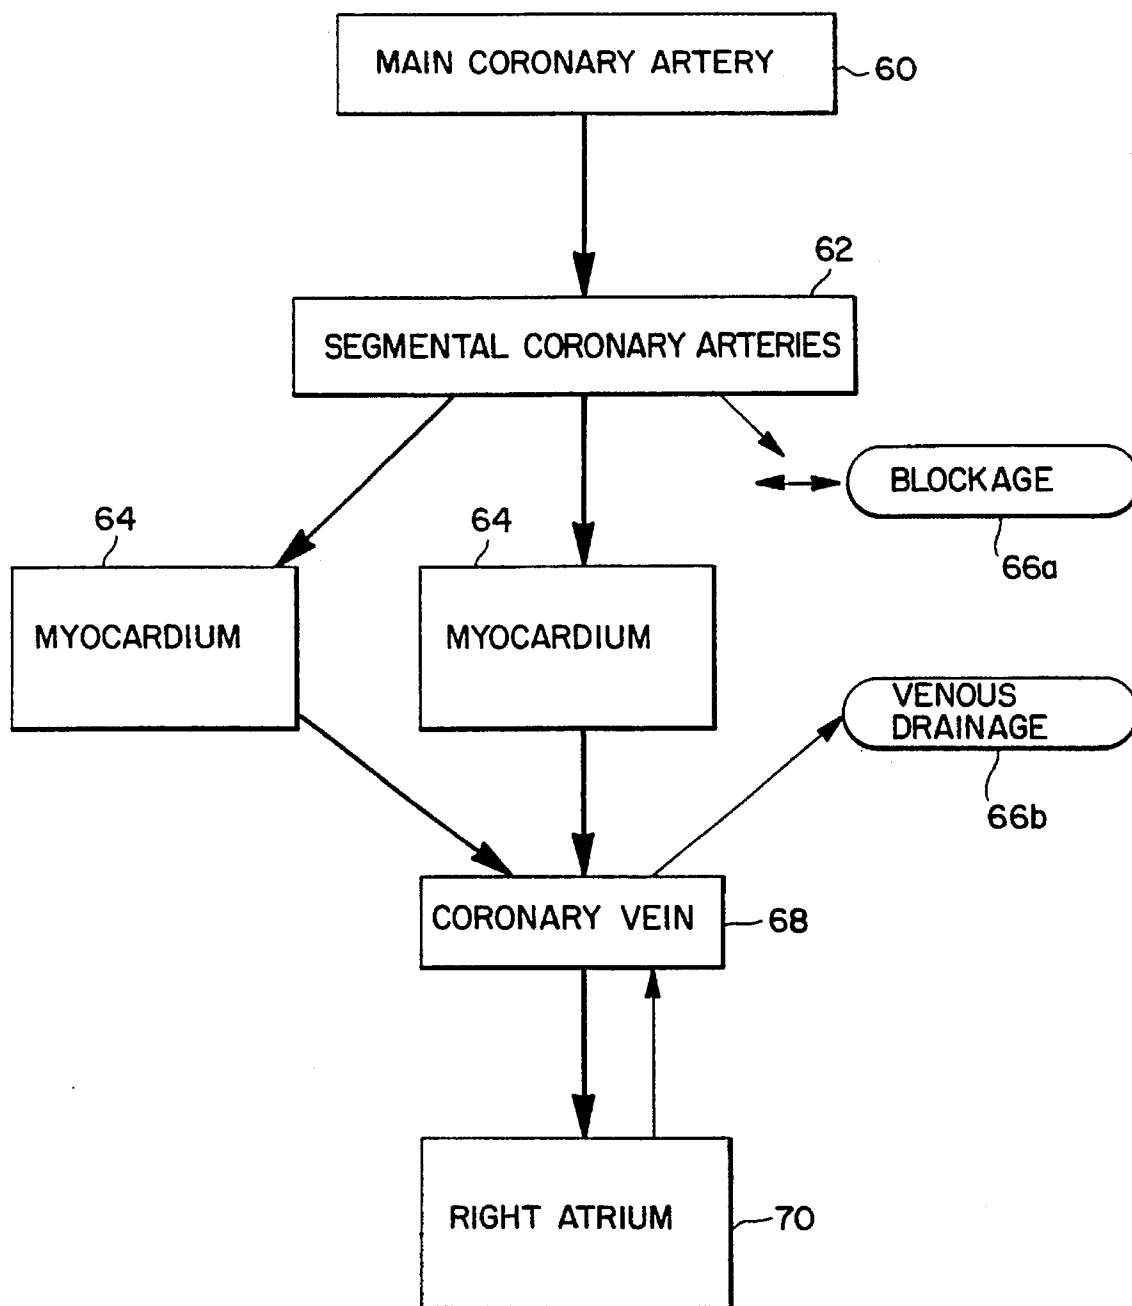 MAIN CORONARY ARTERY
60
62
SEGMENTAL CORONARY ARTERIES
BLOCKAGE
66a
64
64
MYOCARDIUM
MYOCARDIUM
VENOUS
DRAINAGE
66b
CORONARY VEIN
68
RIGHT ATRIUM
70